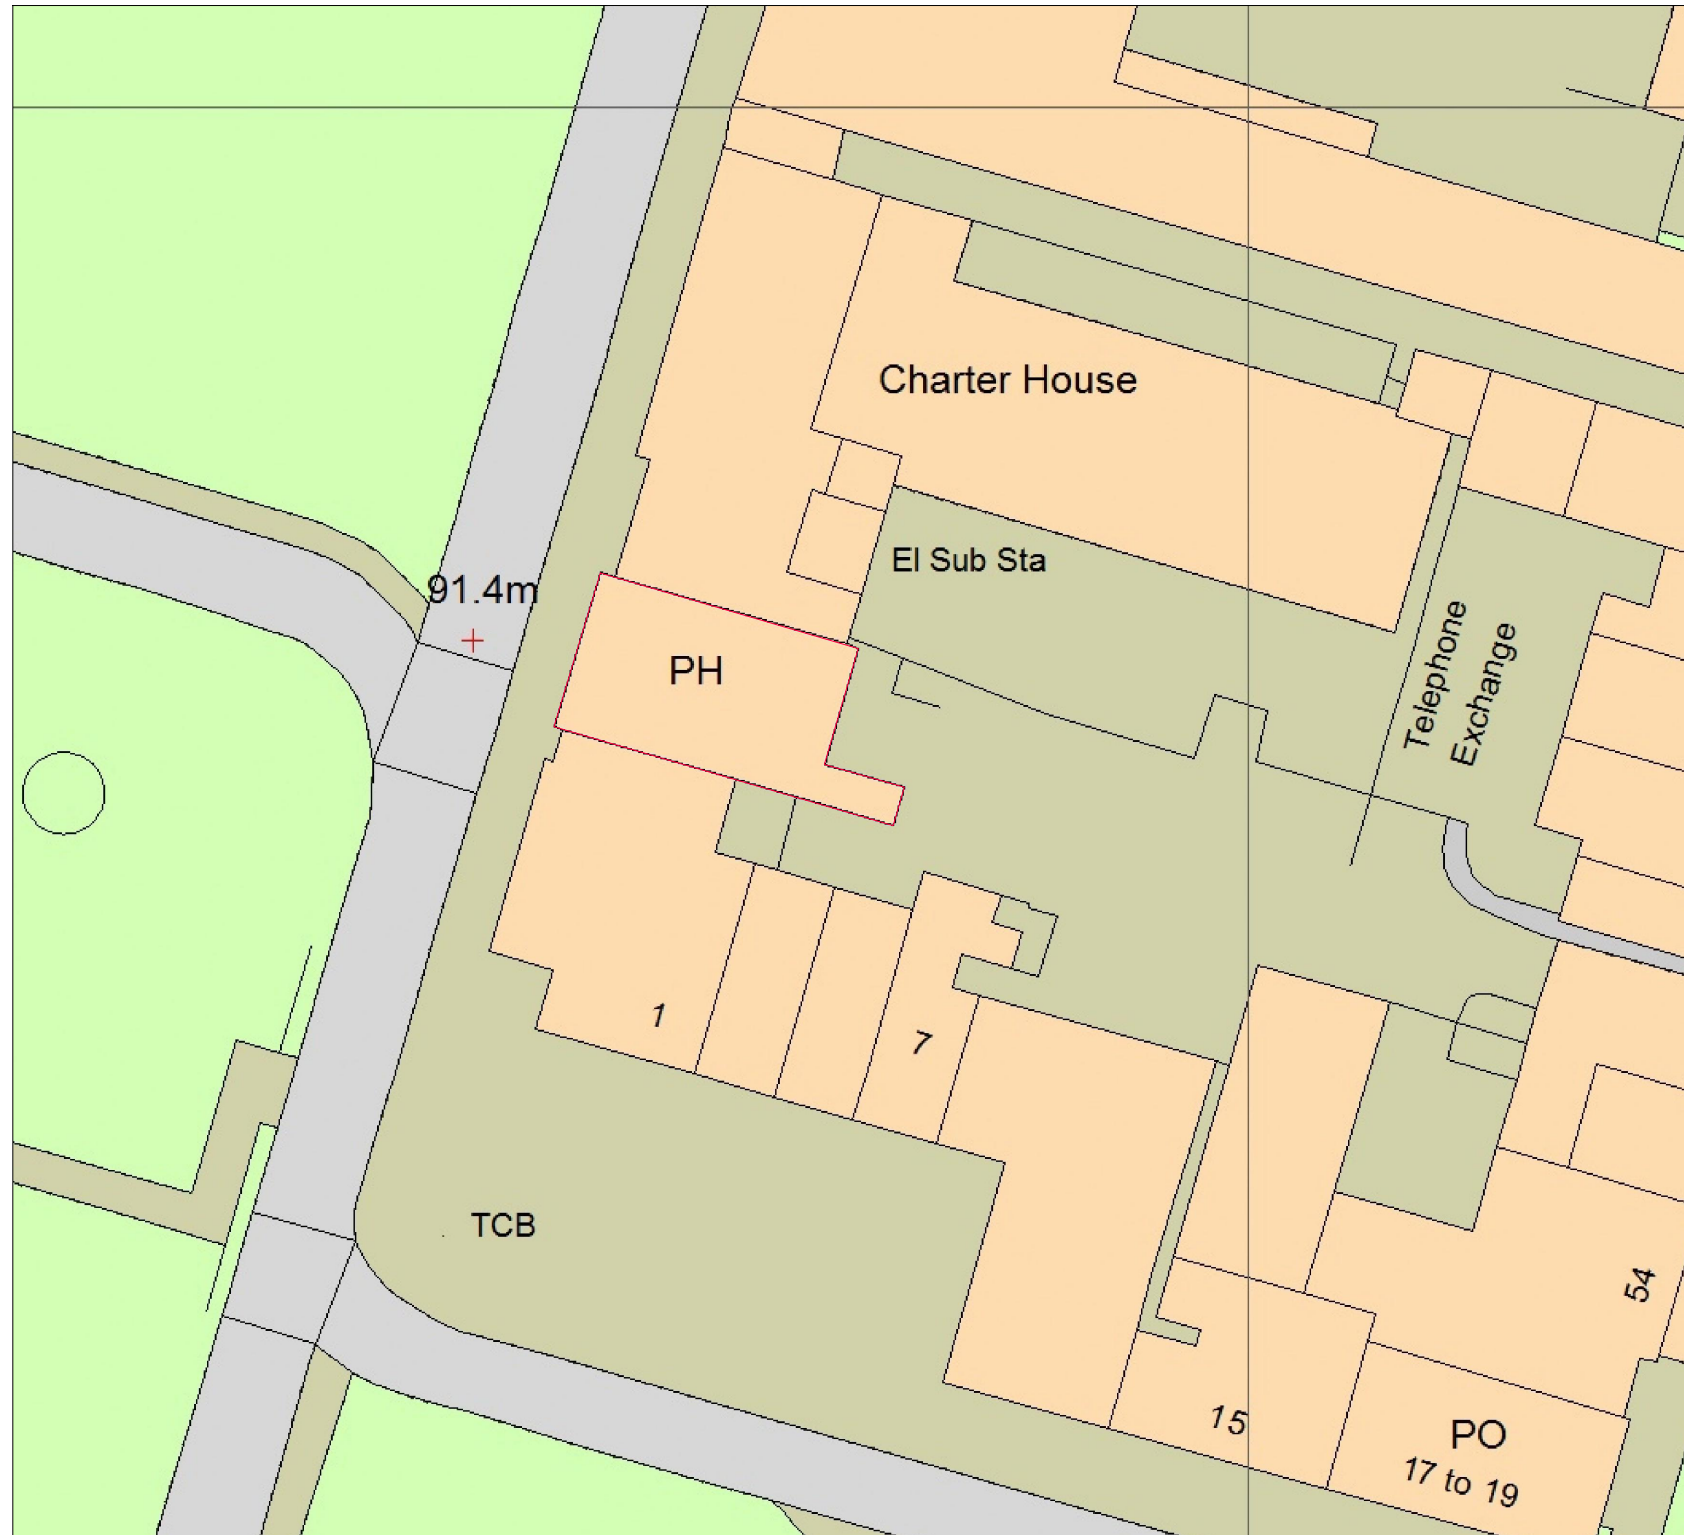 Charter House
El Sub Sta
91.4m
PH
Telephone
Exchange
1
7
TCB
54
15
PO
17 to 19